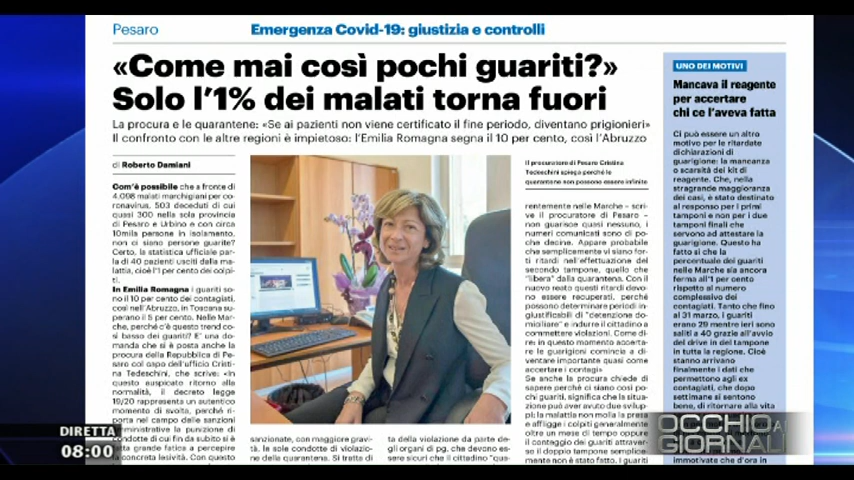 Pesaro
Emergenza Covid-19: giustizia e controlli
«Come mai così pochi guariti?»
Solo l'1% dei malati torna fuori
La procura e le quarantene: «Se ai pazienti non viene certificato il fine periodo, diventano prigionieri»
Il confronto con le altre regioni è impietoso: l'Emilia Romagna segna il 10 per cento, così l'Abruzzo
di Roberto Damiani
Com'è possibile che a fronte di
4.098 malati marchigiani per co-
ronavirus, 503 deceduti di cui
quasi 300 nella sola provincia
di Pesaro e Urbino e con circa
10mila persone in isolamento,
non ci siano persone guarite?
Certo, la statistica ufficiale par-
la di 40 pazienti usciti dalla ma-
lattia, cioè l'1 per cento dei colpi-
ti.
In Emilia Romagna i guariti so-
no il 10 per cento dei contagiati,
così nell'Abruzzo, in Toscana su-
perano il 5 per cento. Nelle Mar-
che, perché c'è questo trend co-
sì basso dei guariti? E' una do-
manda che si è posta anche la
procura della Repubblica di Pe-
saro col capo dell'ufficio Cristi-
na Tedeschini, che scrive: «In
questo auspicato ritorno alla
normalità, il decreto legge
19/20 rappresenta un autentico
momento di svolta, perché ri-
porta nel campo delle sanzioni
amministrative la punizione di
condotte di cui fin da subito si è
fatta grande fatica a percepire
la concreta lesività. Con questo
sanzionate, con maggiore pravi-
tà, le sole condotte di violazio-
ne della quarantena. Si tratta di
ta della violazione da parte de-
gli organi di pg. che devono es-
sere sicuri che il cittadino "qua-
Il procuratore di Pesaro Cristina
Tedeschini spiega perché le
quarantene non possono essere infinite
rentemente nelle Marche – scri-
ve il procuratore di Pesaro –
non guarisce quasi nessuno, i
numeri comunicati sono di po-
che decina. Appare probabile
che semplicemente vi siano for-
ti ritardi nell'effettuazione del
secondo tampone, quello che
"libera" dalla quarantena. Con il
nuovo reato questi ritardi devo-
no essere recuperati, perché
possono determinare periodi in-
giustificabili di "detenzione do-
miciliare" e indurre il cittadino a
commettere violazioni. Come di-
re: in questo momento accertare
le guarigioni comincia a di-
ventare importante quasi come
accertare i contagi»
Se anche la procura chiede di
sapere perché ci siano così po-
chi guariti, significa che la situa-
zione può aver avuto due svilup-
pi: la malattia non molla la presa
e affligge i colpiti generalmente
oltre un mese di tempo oppure
il conteggio dei guariti attraver-
so il doppio tampone semplice-
mente non è stato fatto, i guariti
UNO DEI MOTIVI
Mancava il reagente
per accertare
chi ce l'aveva fatta
Ci può essere un altro
motivo per le ritardate
dichiarazioni di
guarigione: la mancanza
o scarsità dei kit di
reagente. Che, nella
stragrande maggioranza
dei casi, è stato destinato
al responso per i primi
tamponi e non per i due
tamponi finali che
servono ad attestare la
guarigione. Questo ha
fatto sì che la
percentuale dei guariti
nelle Marche sia ancora
ferma all'1 per cento
rispetto al numero
complessivo dei
contagiati. Tanto che fino
al 31 marzo, i guariti
erano 29 mentre ieri sono
saliti a 40 grazie all'avvio
del drive in del tampone
in tutta la regione. Cioè
stanno arrivano
finalmente i dati che
permettono agli ex
contagiati, che dopo
settimane si sentono
bene, di ritornare alla vita
immotivate che d'ora in
DIRETTA
08:00
OCCHIO AI
GIORNALI